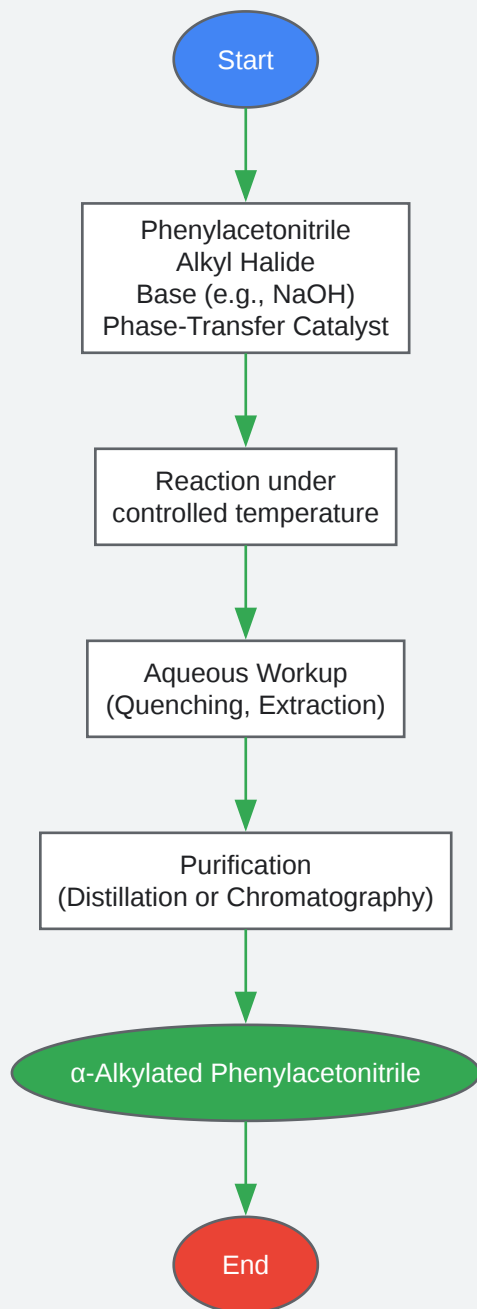 Start
Phenylacetonitrile
Alkyl Halide
Base (e.g., NaOH)
Phase-Transfer Catalyst
Reaction under
controlled temperature
Aqueous Workup
(Quenching, Extraction)
Purification
(Distillation or Chromatography)
α-Alkylated Phenylacetonitrile
End